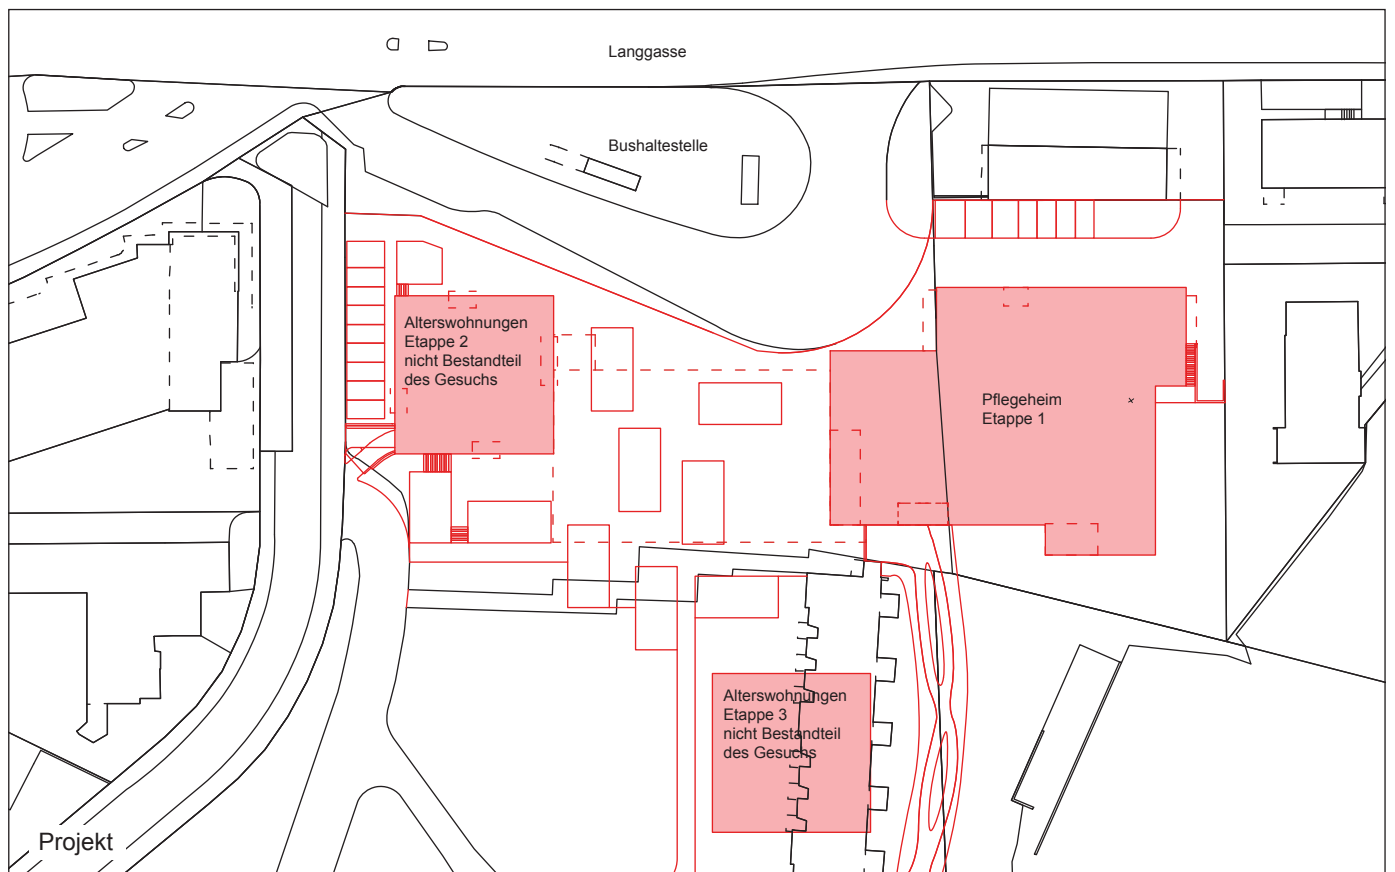 Langgasse
Bushaltestelle
Alterswohnungen
Etappe 2
nicht Bestandteil
des Gesuchs
Pflegeheim
Etappe 1
Alterswohnungen
Etappe 3
nicht Bestandteil
des Gesuchs
Projekt